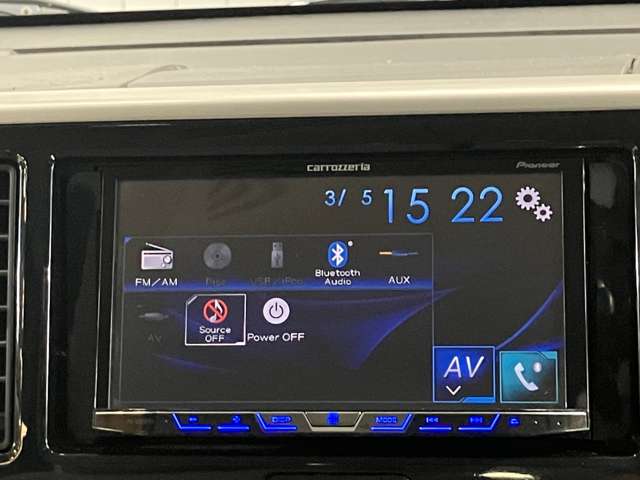 carrozzeria
Pioneer
3/ 5 15 22
FM/AM
Disc
USB/iPod
Bluetooth
Audio
AUX
AV
Source
OFF
Power OFF
AV
DISP
MODE